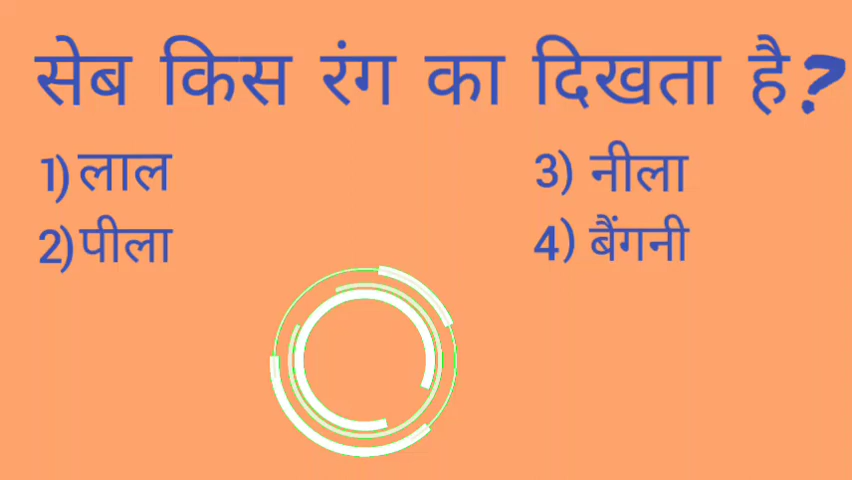 सेब किस रंग का दिखता है?
1) लाल
2) पीला
3) नीला
4) बैंगनी